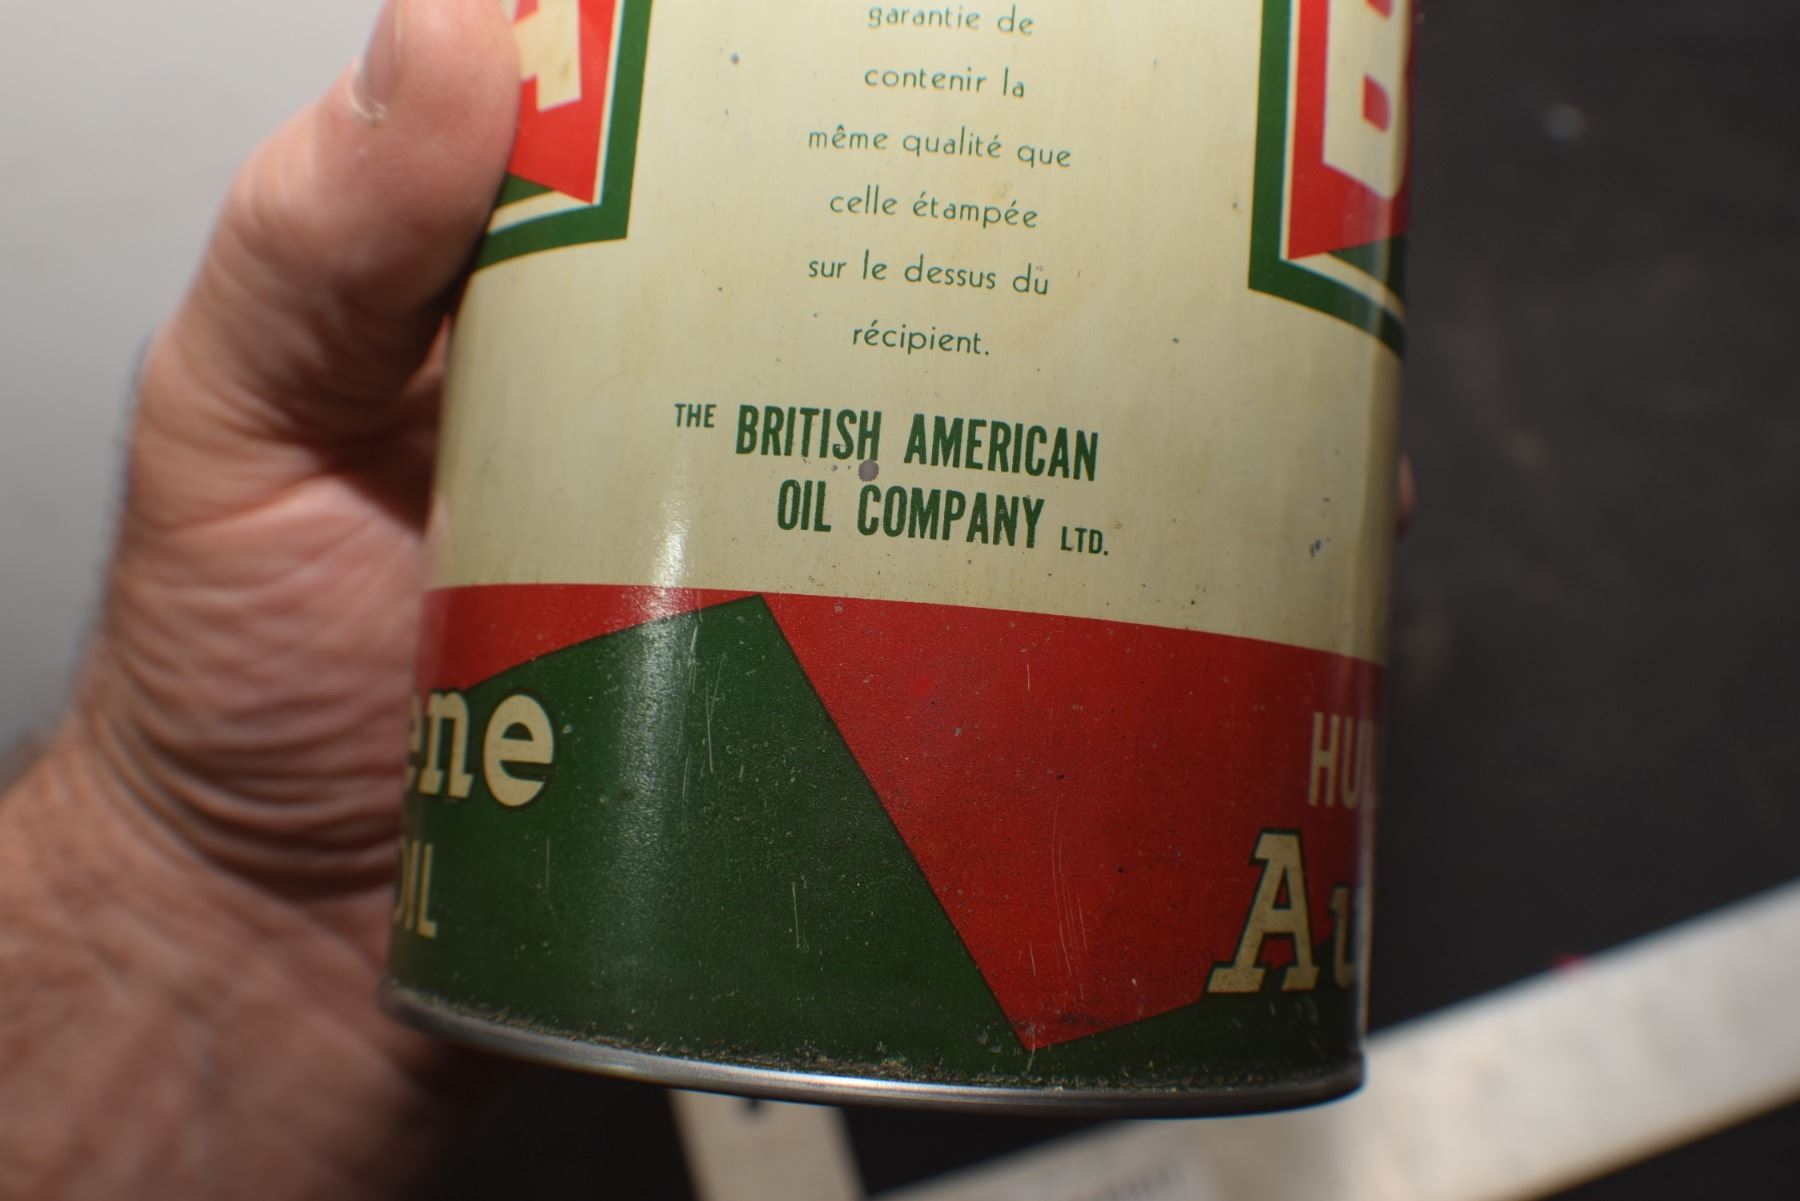 garantie de
contenir la
même qualité que
celle étampée
sur le dessus du
récipient.
THE BRITISH AMERICAN
OIL COMPANY LTD.
ene
OIL
HU
Au